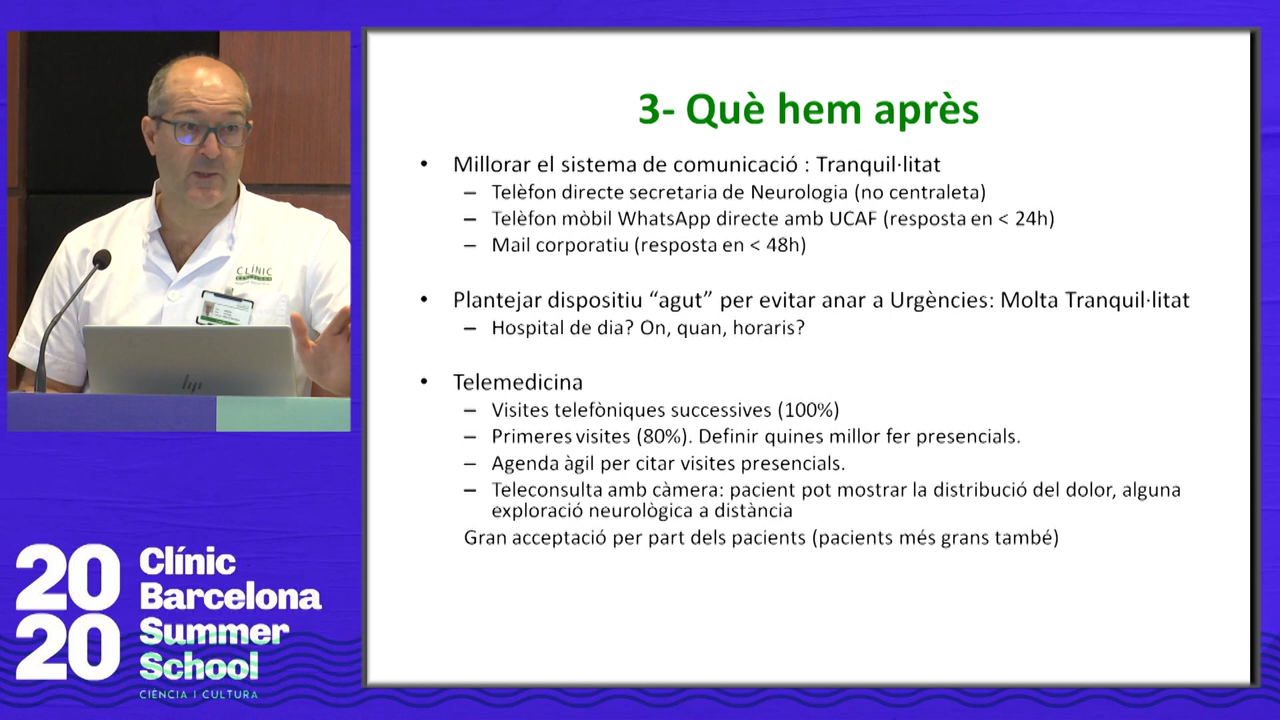 3- Què hem après
• Millorar el sistema de comunicació : Tranquil·litat
– Telèfon directe secretaria de Neurologia (no centraleta)
– Telèfon mòbil WhatsApp directe amb UCAF (resposta en < 24h)
– Mail corporatiu (resposta en < 48h)
• Plantejar dispositiu “agut” per evitar anar a Urgències: Molta Tranquil·litat
– Hospital de dia? On, quan, horaris?
• Telemedicina
– Visites telefòniques successives (100%)
– Primeres visites (80%). Definir quines millor fer presencials.
– Agenda àgil per citar visites presencials.
– Teleconsulta amb càmera: pacient pot mostrar la distribució del dolor, alguna
exploració neurològica a distància
Gran acceptació per part dels pacients (pacients més grans també)
CLÍNIC
hp
20
20
Clínic
Barcelona
Summer
School
CIÈNCIA I CULTURA